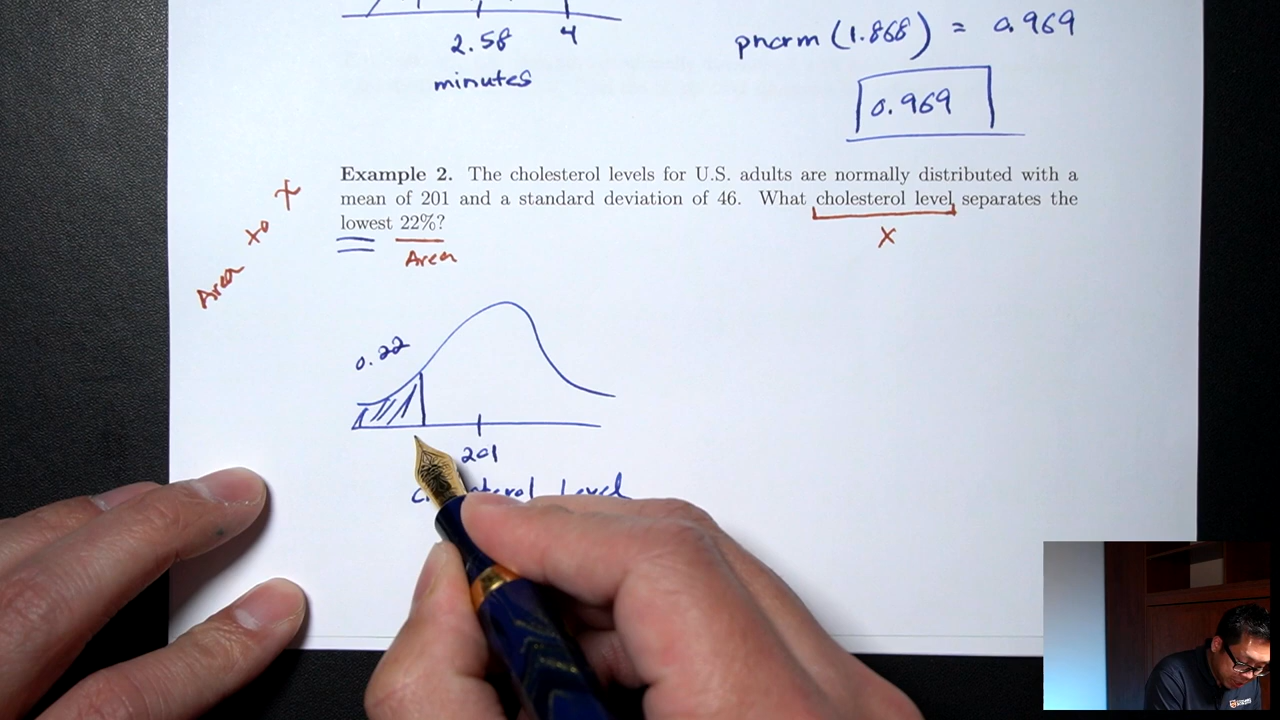 2.58 4
minutes
pnorm (1.868) = 0.969
0.969
Example 2. The cholesterol levels for U.S. adults are normally distributed with a
mean of 201 and a standard deviation of 46. What cholesterol level separates the
lowest 22%?
x
Area
Area to x
0.22
201
Level